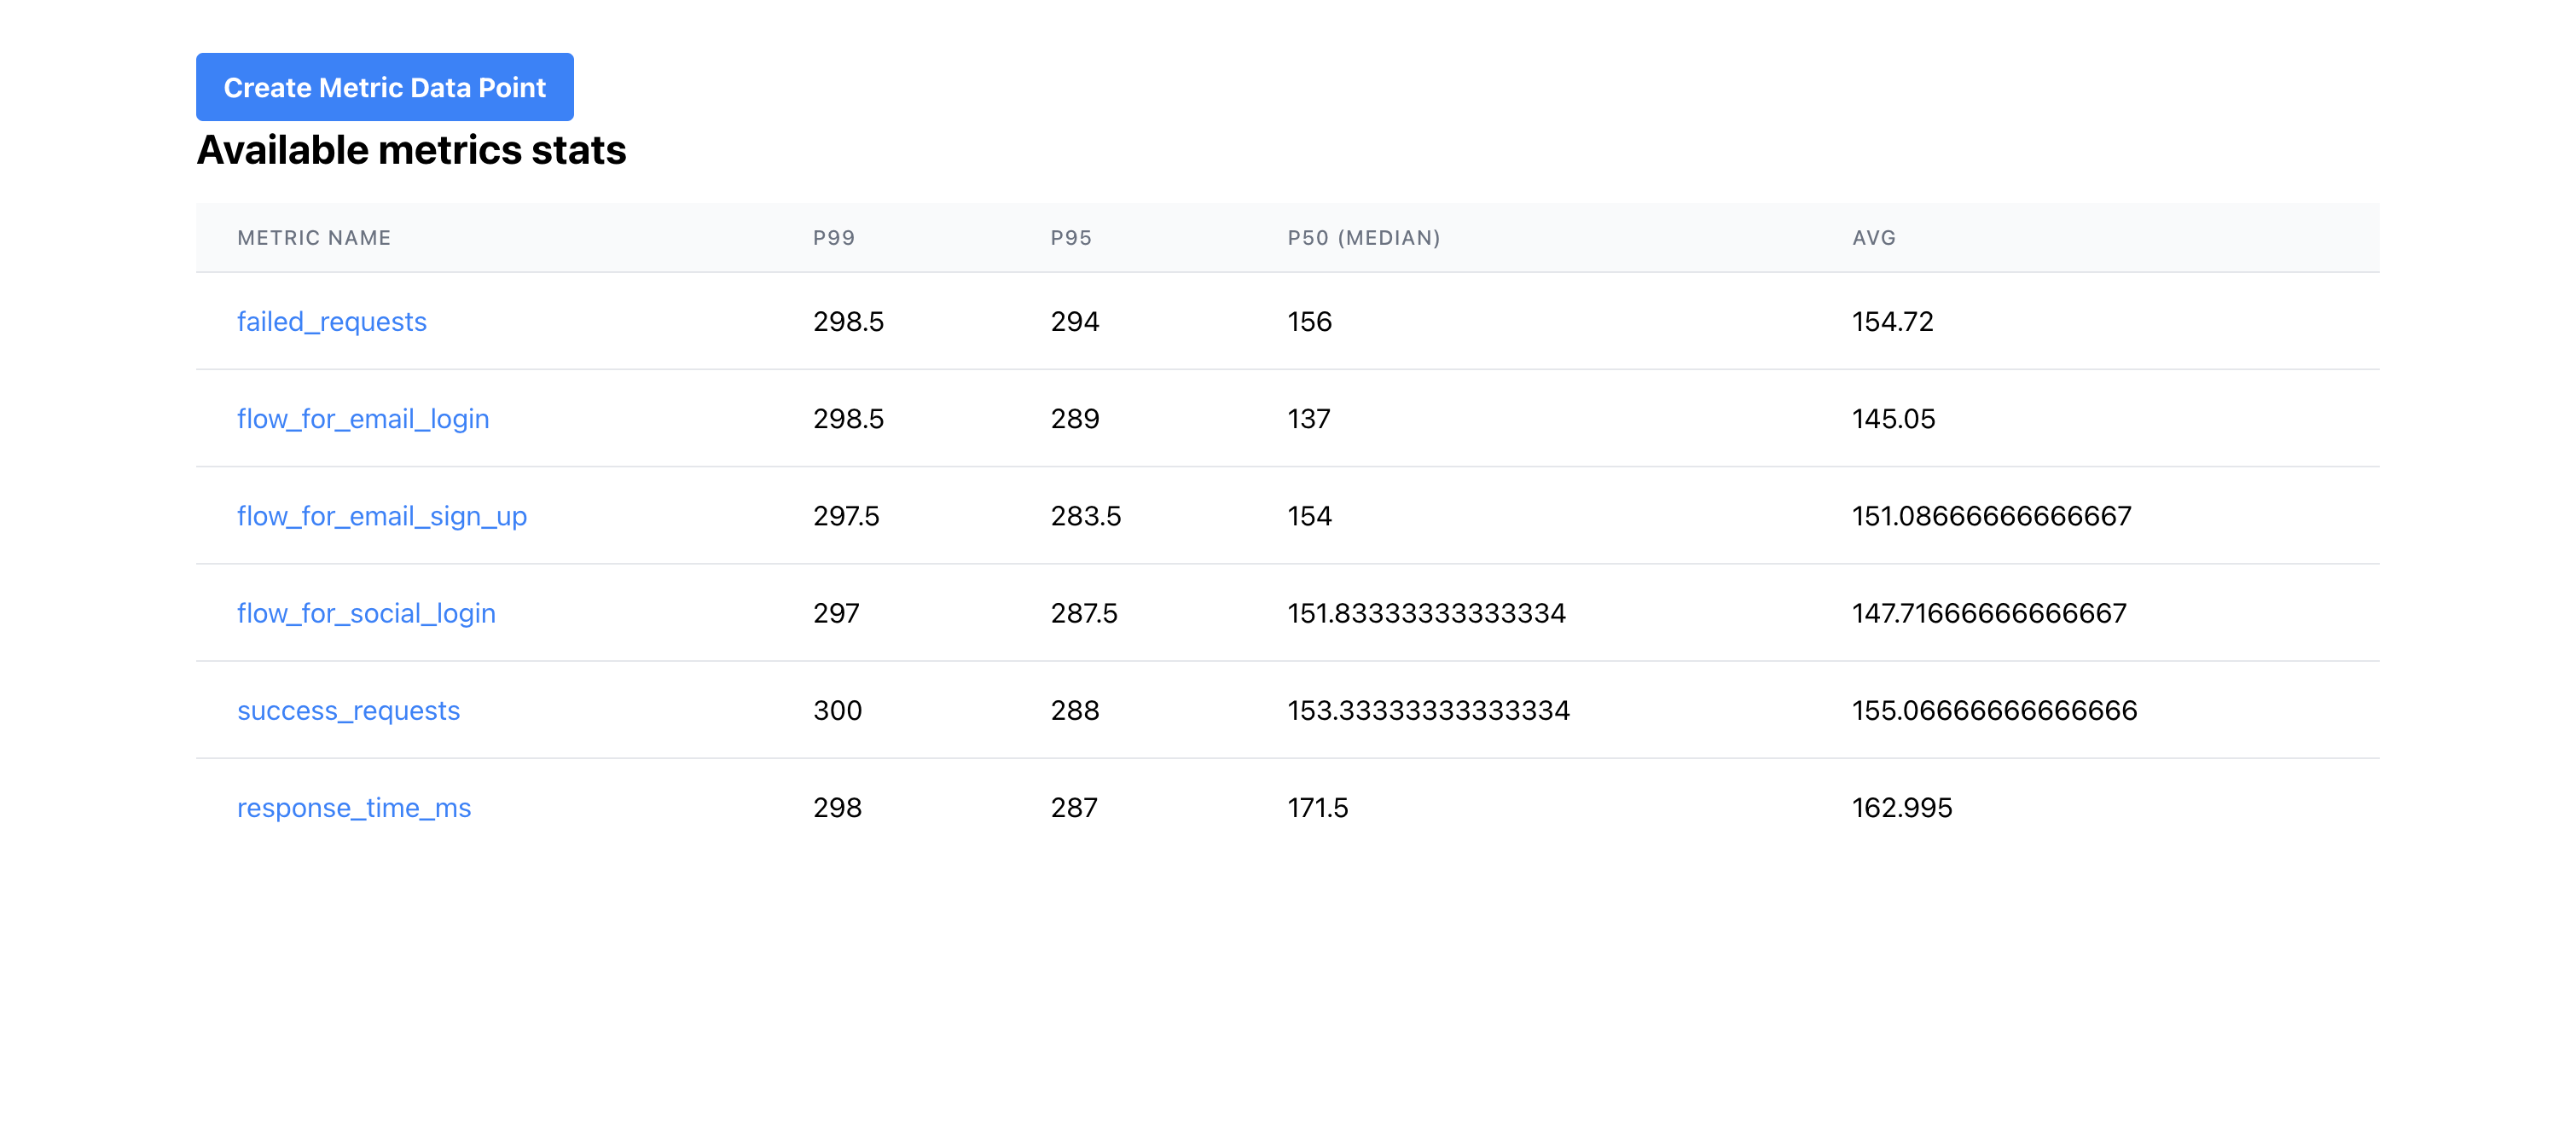 Create Metric Data Point
Available metrics stats
METRIC NAME P99 P95 P50 (MEDIAN) AVG
failed_requests 298.5 294 156 154.72
flow_for_email_login 298.5 289 137 145.05
flow_for_email_sign_up 297.5 283.5 154 151.08666666666667
flow_for_social_login 297 287.5 151.83333333333334 147.71666666666667
success_requests 300 288 153.33333333333334 155.06666666666666
response_time_ms 298 287 171.5 162.995